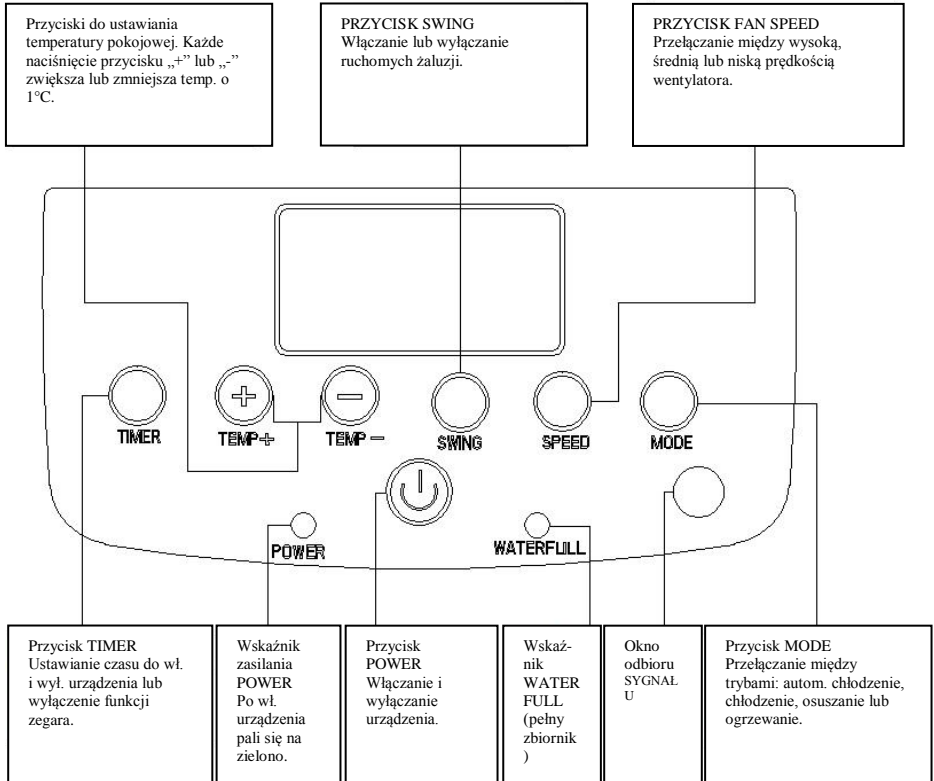 Przyciski do ustawiania
temperatury pokojowej. Każde
naciśnięcie przycisku „+” lub „-”
zwiększa lub zmniejsza temp. o
1°C.
PRZYCISK SWING
Włączanie lub wyłączanie
ruchomych żaluzji.
PRZYCISK FAN SPEED
Przełączanie między wysoką,
średnią lub niską prędkością
wentylatora.
TIMER
TEMP+
TEMP-
SWING
SPEED
MODE
POWER
WATERFULL
Przycisk TIMER
Ustawianie czasu do wł.
i wył. urządzenia lub
wyłączenie funkcji
zegara.
Wskaźnik
zasilania
POWER
Po wł.
urządzenia
pali się na
zielono.
Przycisk
POWER
Włączanie i
wyłączanie
urządzenia.
Wskaź-
nik
WATER
FULL
(pełny
zbiornik
)
Okno
odbioru
SYGNAŁ
U
Przycisk MODE
Przełączanie między
trybami: autom. chłodzenie,
chłodzenie, osuszanie lub
ogrzewanie.